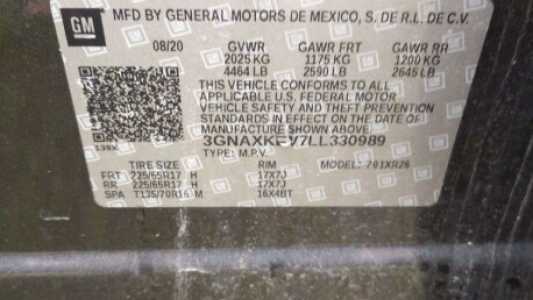 GM
MFD BY GENERAL MOTORS DE MEXICO, S. DE R.L. DE C.V.
08/20 GVWR GAWR FRT GAWR RR
2025 KG 1175 KG 1200 KG
4464 LB 2590 LB 2645 LB
THIS VEHICLE CONFORMS TO ALL
APPLICABLE U.S. FEDERAL MOTOR
VEHICLE SAFETY AND THEFT PREVENTION
STANDARDS IN EFFECT ON THE DATE OF
MANUFACTURE SHOWN ABOVE.
3GNAXKEV7LL330989
TYPE: M.P.V.
TIRE SIZE RIM MODEL: 701XR26
FRT 225/65R17 H 17X7J
RR 225/65R17 H 17X7J
SPA T135/70R16 M 16X4BT